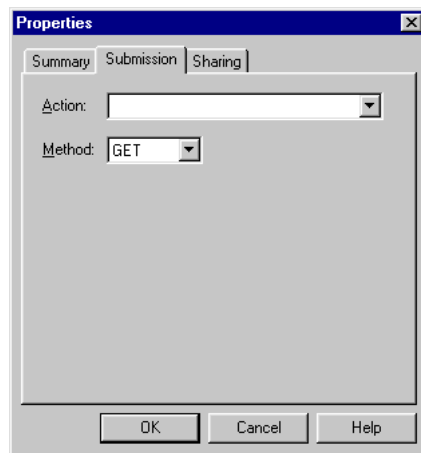 Properties
Summary Submission Sharing
Action:
Method: GET
OK Cancel Help